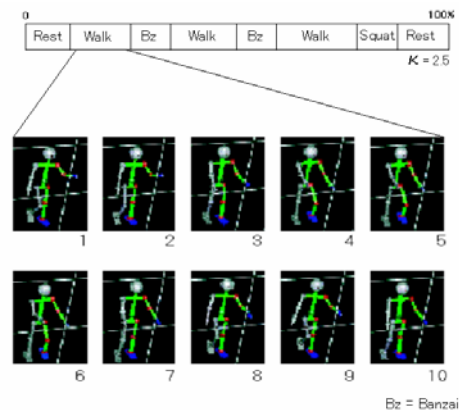 0 100%
Rest Walk Bz Walk Bz Walk Squat Rest
K = 2.5
1 2 3 4 5
6 7 8 9 10
Bz = Banzai